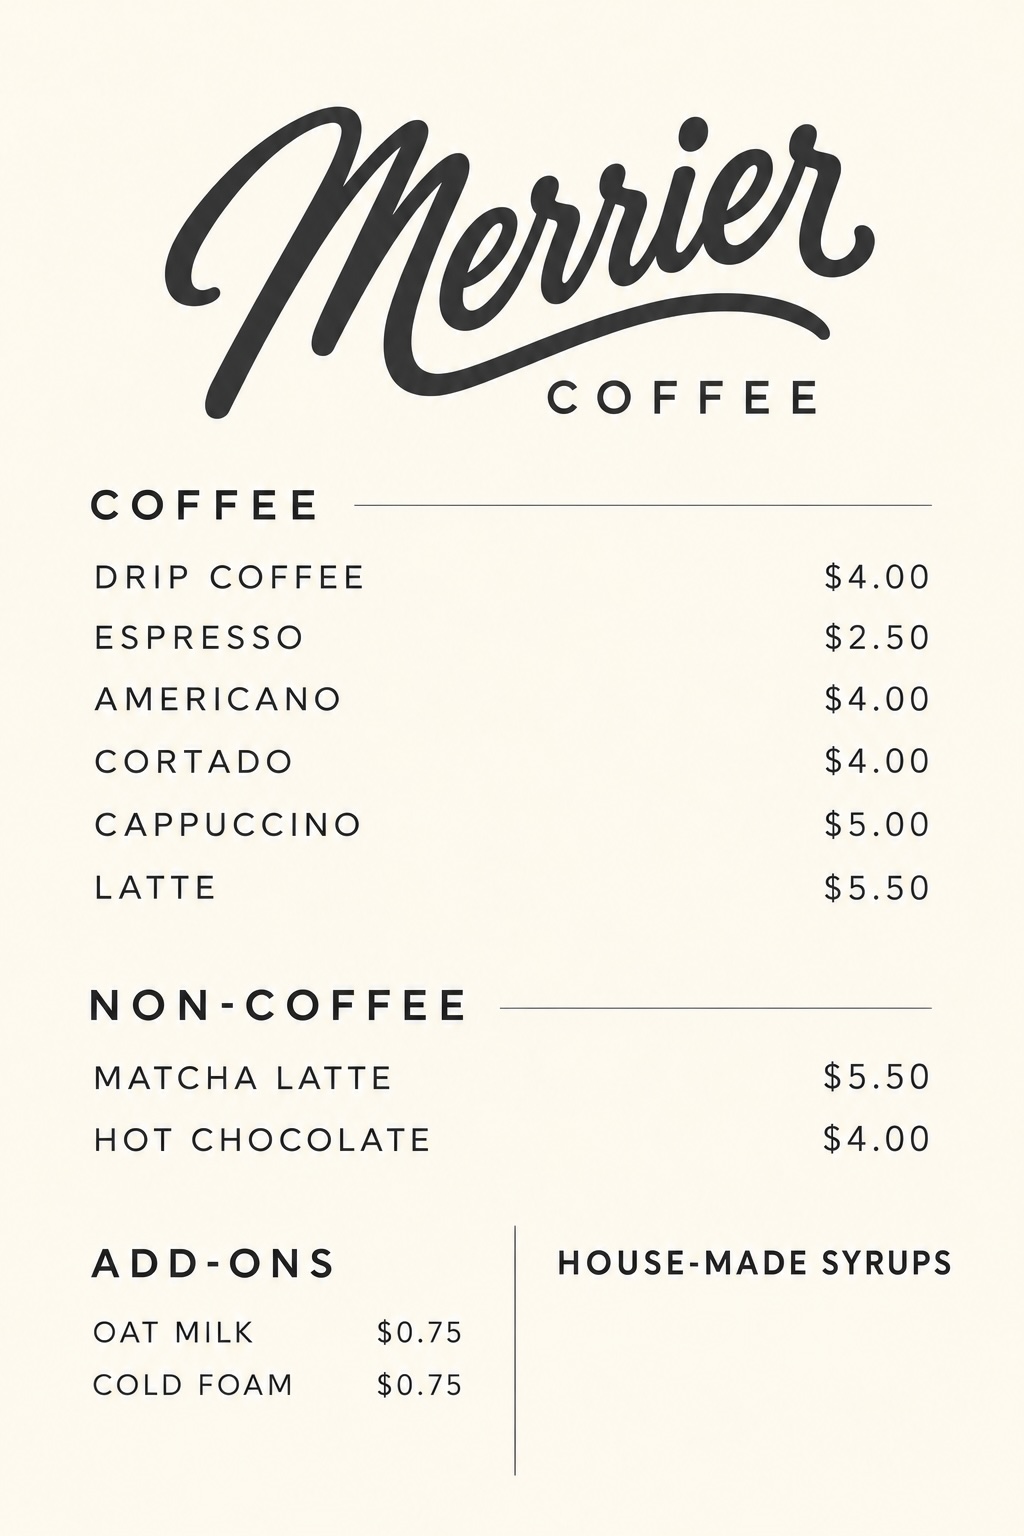 Merrier
COFFEE
COFFEE
DRIP COFFEE $4.00
ESPRESSO $2.50
AMERICANO $4.00
CORTADO $4.00
CAPPUCCINO $5.00
LATTE $5.50
NON-COFFEE
MATCHA LATTE $5.50
HOT CHOCOLATE $4.00
ADD-ONS
OAT MILK $0.75
COLD FOAM $0.75
HOUSE-MADE SYRUPS